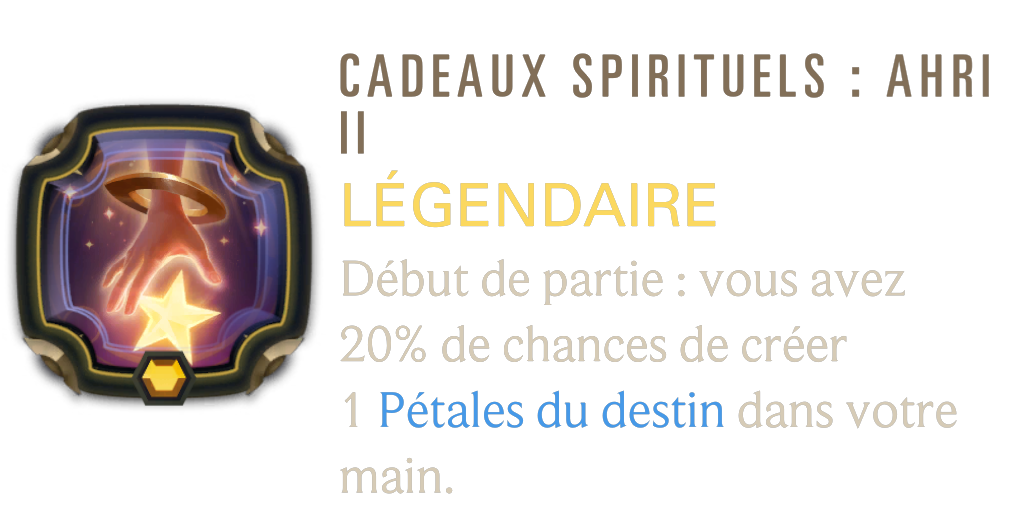 CADEAUX SPIRITUELS : AHRI
II
LÉGENDAIRE
Début de partie : vous avez
20% de chances de créer
1 Pétales du destin dans votre
main.